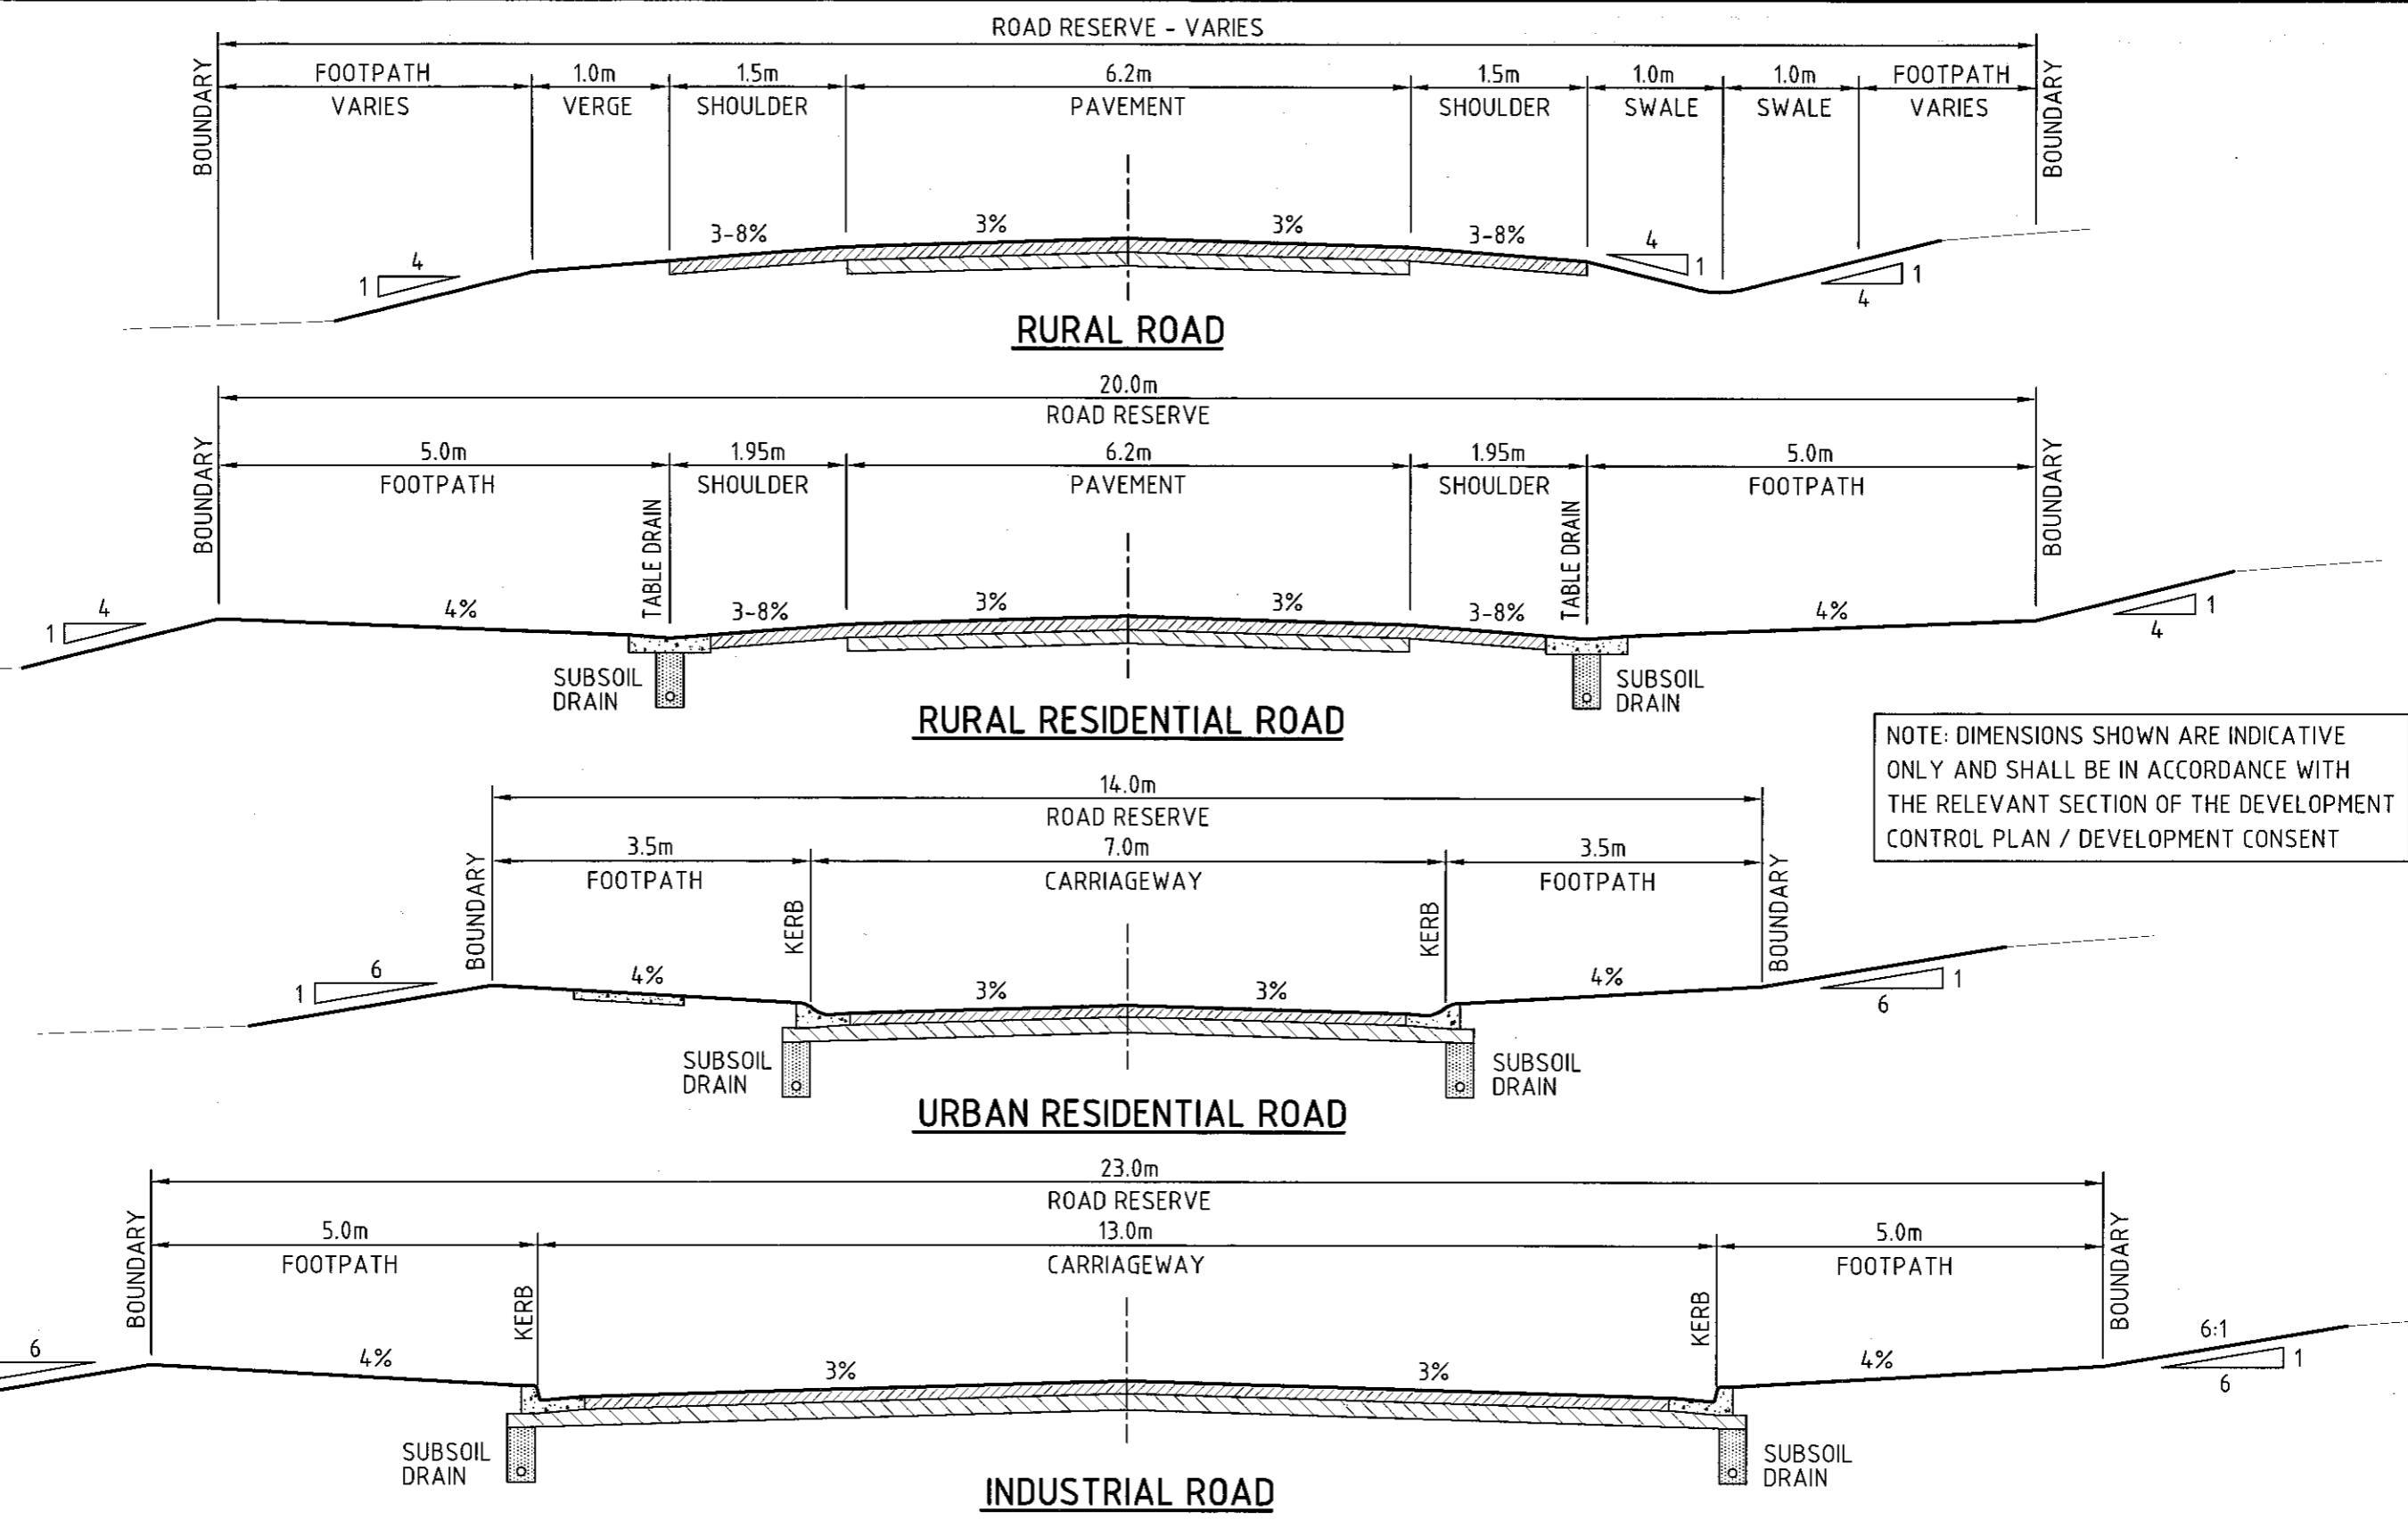 ROAD RESERVE - VARIES
BOUNDARY
FOOTPATH
VARIES
1.0m
VERGE
1.5m
SHOULDER
6.2m
PAVEMENT
1.5m
SHOULDER
1.0m
SWALE
1.0m
SWALE
FOOTPATH
VARIES
BOUNDARY
1
4
3-8%
3%
3%
3-8%
4
1
1
4
RURAL ROAD
20.0m
ROAD RESERVE
BOUNDARY
5.0m
FOOTPATH
1.95m
SHOULDER
6.2m
PAVEMENT
1.95m
SHOULDER
5.0m
FOOTPATH
BOUNDARY
TABLE DRAIN
TABLE DRAIN
1
4
4%
3-8%
3%
3%
3-8%
4%
1
4
SUBSOIL
DRAIN
SUBSOIL
DRAIN
RURAL RESIDENTIAL ROAD
NOTE: DIMENSIONS SHOWN ARE INDICATIVE
ONLY AND SHALL BE IN ACCORDANCE WITH
THE RELEVANT SECTION OF THE DEVELOPMENT
CONTROL PLAN / DEVELOPMENT CONSENT
14.0m
ROAD RESERVE
BOUNDARY
3.5m
FOOTPATH
7.0m
CARRIAGEWAY
3.5m
FOOTPATH
BOUNDARY
KERB
KERB
1
6
4%
3%
3%
4%
1
6
SUBSOIL
DRAIN
SUBSOIL
DRAIN
URBAN RESIDENTIAL ROAD
23.0m
ROAD RESERVE
BOUNDARY
5.0m
FOOTPATH
13.0m
CARRIAGEWAY
5.0m
FOOTPATH
BOUNDARY
KERB
KERB
6
4%
3%
3%
4%
6:1
1
6
SUBSOIL
DRAIN
SUBSOIL
DRAIN
INDUSTRIAL ROAD